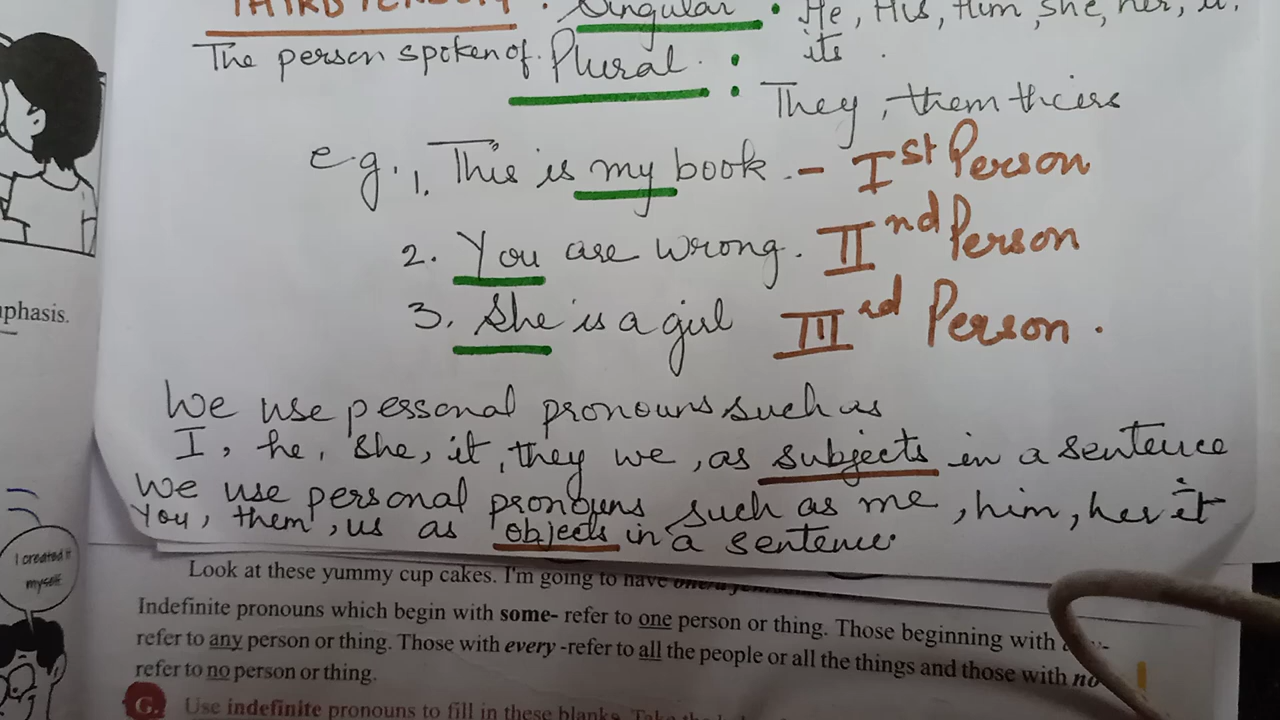 THIRD PERSON : Singular : He, His, Him, she, her, it,
its
The person spoken of. Plural :
They, them theirs
e.g. 1. This is my book. - Ist Person
2. You are wrong. IInd Person
3. She is a girl IIIrd Person.
We use personal pronouns such as
I, he, she, it, they we, as subjects in a sentence
We use personal pronouns such as me, him, her it
You, them, us as objects in a sentence.
mphasis.
I created it
myself.
Look at these yummy cup cakes. I'm going to have
Indefinite pronouns which begin with some- refer to one person or thing. Those beginning with
refer to any person or thing. Those with every -refer to all the people or all the things and those with no
refer to no person or thing.
G. Use indefinite pronouns to fill in these blanks.